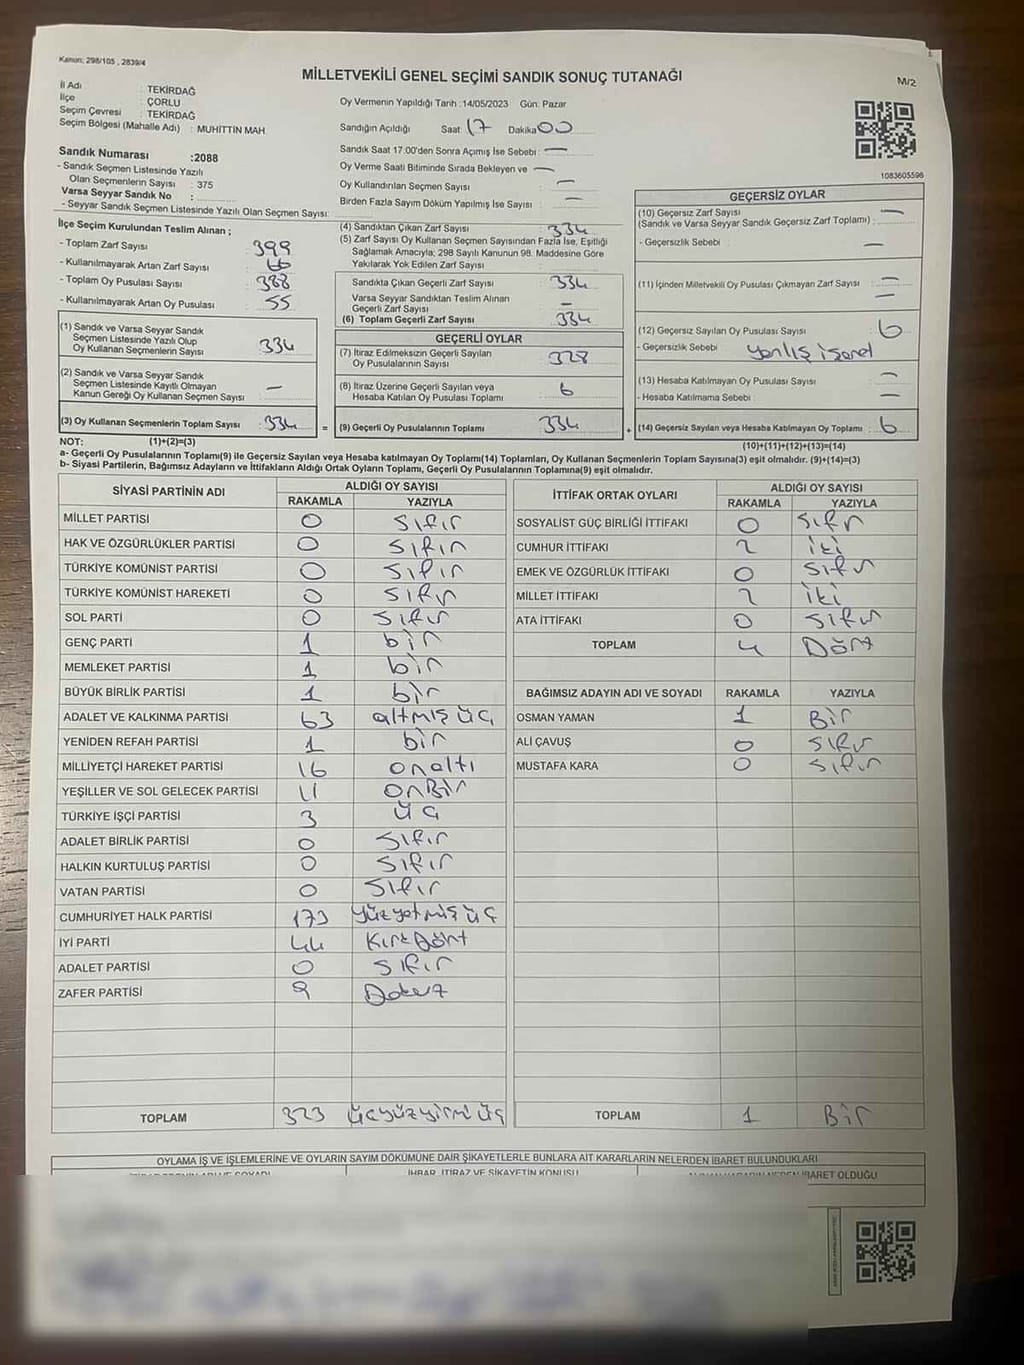 Kanun: 298/105 , 2839/4
MİLLETVEKİLİ GENEL SEÇİMİ SANDIK SONUÇ TUTANAĞI
M/2
İl Adı : TEKİRDAĞ
İlçe : ÇORLU
Seçim Çevresi : TEKİRDAĞ
Seçim Bölgesi (Mahalle Adı) : MUHİTTİN MAH.
Oy Vermenin Yapıldığı Tarih :14/05/2023 Gün: Pazar
Sandığın Açıldığı Saat 17 Dakika 00
Sandık Saat 17:00'den Sonra Açımış İse Sebebi : —
Oy Verme Saati Bitiminde Sırada Bekleyen ve —
Oy Kullandırılan Seçmen Sayısı : —
Birden Fazla Sayım Döküm Yapılmış İse Sayısı : —
1083605596
Sandık Numarası :2088
- Sandık Seçmen Listesinde Yazılı
Olan Seçmenlerin Sayısı : 375
Varsa Seyyar Sandık No :
- Seyyar Sandık Seçmen Listesinde Yazılı Olan Seçmen Sayısı:
İlçe Seçim Kurulundan Teslim Alınan ;
- Toplam Zarf Sayısı 399
- Kullanılmayarak Artan Zarf Sayısı 66
- Toplam Oy Pusulası Sayısı 388
- Kullanılmayarak Artan Oy Pusulası 55
(1) Sandık ve Varsa Seyyar Sandık
Seçmen Listesinde Yazılı Olup
Oy Kullanan Seçmenlerin Sayısı 334
(2) Sandık ve Varsa Seyyar Sandık
Seçmen Listesinde Kayıtlı Olmayan
Kanun Gereği Oy Kullanan Seçmen Sayısı —
(3) Oy Kullanan Seçmenlerin Toplam Sayısı : 334 =
(4) Sandıktan Çıkan Zarf Sayısı 334
(5) Zarf Sayısı Oy Kullanan Seçmen Sayısından Fazla İse, Eşitliği
Sağlamak Amacıyla; 298 Sayılı Kanunun 98. Maddesine Göre
Yakılarak Yok Edilen Zarf Sayısı :
Sandıkta Çıkan Geçerli Zarf Sayısı : 334
Varsa Seyyar Sandıktan Teslim Alınan
Geçerli Zarf Sayısı : —
(6) Toplam Geçerli Zarf Sayısı : 334
GEÇERLİ OYLAR
(7) İtiraz Edilmeksizin Geçerli Sayılan
Oy Pusulalarının Sayısı : 328
(8) İtiraz Üzerine Geçerli Sayılan veya
Hesaba Katılan Oy Pusulası Toplamı : 6
(9) Geçerli Oy Pusulalarının Toplamı : 334 +
GEÇERSİZ OYLAR
(10) Geçersiz Zarf Sayısı —
(Sandık ve Varsa Seyyar Sandık Geçersiz Zarf Toplamı) :
- Geçersizlik Sebebi : —
(11) İçinden Milletvekili Oy Pusulası Çıkmayan Zarf Sayısı : —
—
(12) Geçersiz Sayılan Oy Pusulası Sayısı : 6
- Geçersizlik Sebebi : yanlış işaret
(13) Hesaba Katılmayan Oy Pusulası Sayısı : —
- Hesaba Katılmama Sebebi : —
(14) Geçersiz Sayılan veya Hesaba Katılmayan Oy Toplamı : 6
NOT: (1)+(2)=(3)
(10)+(11)+(12)+(13)=(14)
a- Geçerli Oy Pusulalarının Toplamı(9) ile Geçersiz Sayılan veya Hesaba katılmayan Oy Toplamı(14) Toplamları, Oy Kullanan Seçmenlerin Toplam Sayısına(3) eşit olmalıdır. (9)+(14)=(3)
b- Siyasi Partilerin, Bağımsız Adayların ve İttifakların Aldığı Ortak Oyların Toplamı, Geçerli Oy Pusulalarının Toplamına(9) eşit olmalıdır.
SİYASİ PARTİNİN ADI ALDIĞI OY SAYISI
RAKAMLA YAZIYLA
MİLLET PARTİSİ 0 Sıfır
HAK VE ÖZGÜRLÜKLER PARTİSİ 0 Sıfır
TÜRKİYE KOMÜNİST PARTİSİ 0 Sıfır
TÜRKİYE KOMÜNİST HAREKETİ 0 Sıfır
SOL PARTİ 0 Sıfır
GENÇ PARTİ 1 bir
MEMLEKET PARTİSİ 1 bir
BÜYÜK BİRLİK PARTİSİ 1 bir
ADALET VE KALKINMA PARTİSİ 63 altmış üç
YENİDEN REFAH PARTİSİ 1 bir
MİLLİYETÇİ HAREKET PARTİSİ 16 onaltı
YEŞİLLER VE SOL GELECEK PARTİSİ 11 onBir
TÜRKİYE İŞÇİ PARTİSİ 3 üç
ADALET BİRLİK PARTİSİ 0 Sıfır
HALKIN KURTULUŞ PARTİSİ 0 Sıfır
VATAN PARTİSİ 0 Sıfır
CUMHURİYET HALK PARTİSİ 173 yüzyetmiş üç
İYİ PARTİ 44 Kırk Dört
ADALET PARTİSİ 0 Sıfır
ZAFER PARTİSİ 9 Dokuz
TOPLAM 323 üçyüzyirmi üç
İTTİFAK ORTAK OYLARI ALDIĞI OY SAYISI
RAKAMLA YAZIYLA
SOSYALİST GÜÇ BİRLİĞİ İTTİFAKI 0 Sıfır
CUMHUR İTTİFAKI 2 iki
EMEK VE ÖZGÜRLÜK İTTİFAKI 0 Sıfır
MİLLET İTTİFAKI 2 iki
ATA İTTİFAKI 0 Sıfır
TOPLAM 4 Dört
BAĞIMSIZ ADAYIN ADI VE SOYADI RAKAMLA YAZIYLA
OSMAN YAMAN 1 Bir
ALİ ÇAVUŞ 0 Sıfır
MUSTAFA KARA 0 Sıfır
TOPLAM 1 Bir
OYLAMA İŞ VE İŞLEMLERİNE VE OYLARIN SAYIM DÖKÜMÜNE DAİR ŞİKAYETLERLE BUNLARA AİT KARARLARIN NELERDEN İBARET BULUNDUKLARI
İHBAR, İTİRAZ VE ŞİKAYETİN KONUSU
İBARET OLDUĞU